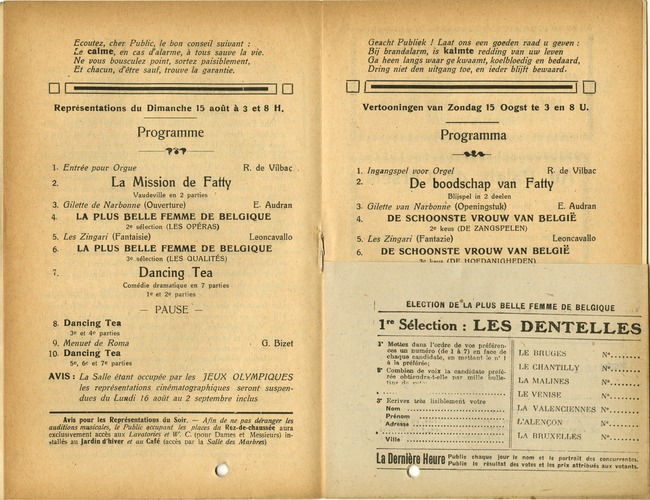 Ecoutez, cher Public, le bon conseil suivant :
Le calme, en cas d'alarme, à tous sauve la vie.
Ne vous bousculez point, sortez paisiblement,
Et chacun, d'être sauf, trouve la garantie.
Représentations du Dimanche 15 août à 3 et 8 H.
Programme
1. Entrée pour Orgue R. de Vilbac
2. La Mission de Fatty
Vaudeville en 2 parties
3. Gilette de Narbonne (Ouverture) E. Audran
4. LA PLUS BELLE FEMME DE BELGIQUE
2e sélection (LES OPÉRAS)
5. Les Zingari (Fantaisie) Leoncavallo
6. LA PLUS BELLE FEMME DE BELGIQUE
3e sélection (LES QUALITÉS)
7. Dancing Tea
Comédie dramatique en 7 parties
1e et 2e parties
— PAUSE —
8. Dancing Tea
3e et 4e parties
9. Menuet de Roma G. Bizet
10. Dancing Tea
5e, 6e et 7e parties
AVIS : La Salle étant occupée par les JEUX OLYMPIQUES
les représentations cinématographiques seront suspen-
dues du Lundi 16 août au 2 septembre inclus
Avis pour les Représentations du Soir. — Afin de ne pas déranger les
auditions musicales, le Public occupant les places du Rez-de-chaussée aura
exclusivement accès aux Lavatories et W. C. (pour Dames et Messieurs) in-
stallés au Jardin d'hiver et au Café (accès par la Salle des Marbres)
Geacht Publiek ! Laat ons een goeden raad u geven :
Bij brandalarm, is kalmte redding van uw leven
Ga heen langs waar ge kwaamt, koelbloedig en bedaard,
Dring niet den uitgang toe, en ieder blijft bewaard.
Vertooningen van Zondag 15 Oogst te 3 en 8 U.
Programma
1. Ingangspel voor Orgel R. de Vilbac
2. De boodschap van Fatty
Blijspel in 2 deelen
3. Gilette van Narbonne (Openingstuk) E. Audran
4. DE SCHOONSTE VROUW VAN BELGIË
2e keus (DE ZANGSPELEN)
5. Les Zingari (Fantazie) Leoncavallo
6. DE SCHOONSTE VROUW VAN BELGIË
3e keus (DE HOEDANIGHEDEN)
ÉLECTION DE LA PLUS BELLE FEMME DE BELGIQUE
1re Sélection : LES DENTELLES
1° Mettez dans l'ordre de vos préféren-
ces un numéro (de 1 à 7) en face de
chaque candidate, en mettant le n° 1
à la préférée;
2° Combien de voix la candidate préfé-
rée obtiendra-t-elle par mille bulle-
tins de vote
3° Ecrivez très lisiblement votre
Nom
Prénom
Adresse
Ville
LE BRUGES N°
LE CHANTILLY N°
LA MALINES N°
LE VENISE N°
LA VALENCIENNES N°
L'ALENÇON N°
LA BRUXELLES N°
La Dernière Heure Publie chaque jour le nom et le portrait des concurrentes.
Publie le résultat des votes et les prix attribués aux votants.